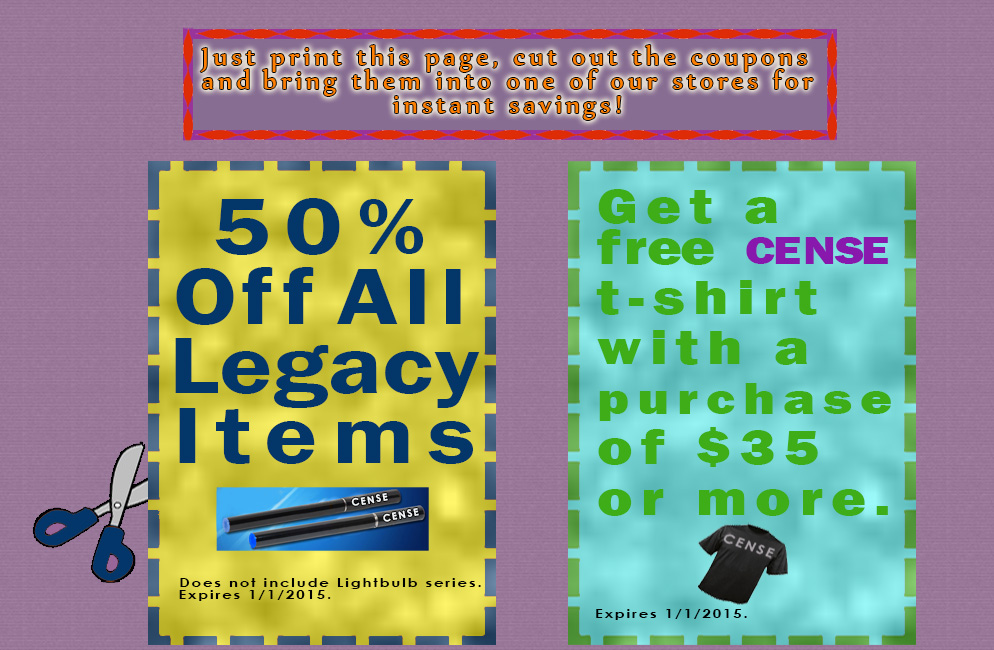 Just print this page, cut out the coupons
and bring them into one of our stores for
instant savings!
50%
Off All
Legacy
Items
CENSE
CENSE
Does not include Lightbulb series.
Expires 1/1/2015.
Get a
free CENSE
t-shirt
with a
purchase
of $35
or more.
CENSE
Expires 1/1/2015.